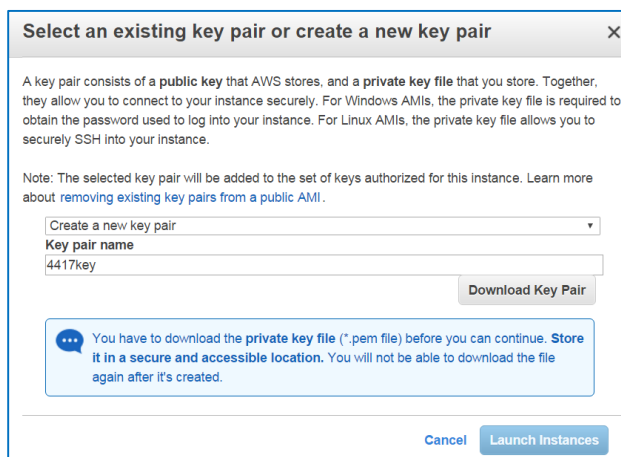 Select an existing key pair or create a new key pair
A key pair consists of a public key that AWS stores, and a private key file that you store. Together,
they allow you to connect to your instance securely. For Windows AMIs, the private key file is required to
obtain the password used to log into your instance. For Linux AMIs, the private key file allows you to
securely SSH into your instance.
Note: The selected key pair will be added to the set of keys authorized for this instance. Learn more
about removing existing key pairs from a public AMI.
Create a new key pair
Key pair name
4417key
Download Key Pair
You have to download the private key file (*.pem file) before you can continue. Store
it in a secure and accessible location. You will not be able to download the file
again after it's created.
Cancel Launch Instances